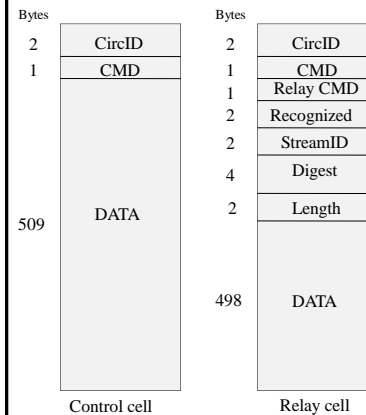 Bytes
2 CircID
1 CMD
509 DATA
Control cell
Bytes
2 CircID
1 CMD
1 Relay CMD
2 Recognized
2 StreamID
4 Digest
2 Length
498 DATA
Relay cell